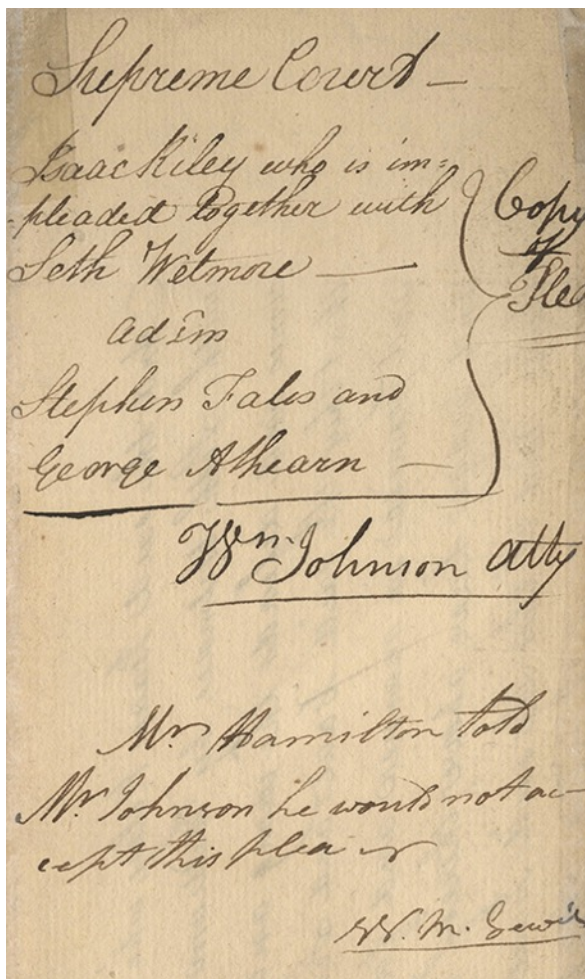 Supreme Court —
Isaac Riley who is im=
-pleaded together with
Seth Wetmore —
ads
Stephen Fales and
George Athearn —
Copy
of
Plea
Wm. Johnson Atty
Mr. Hamilton told
Mr Johnson he would not ac-
cept this plea
W. M.